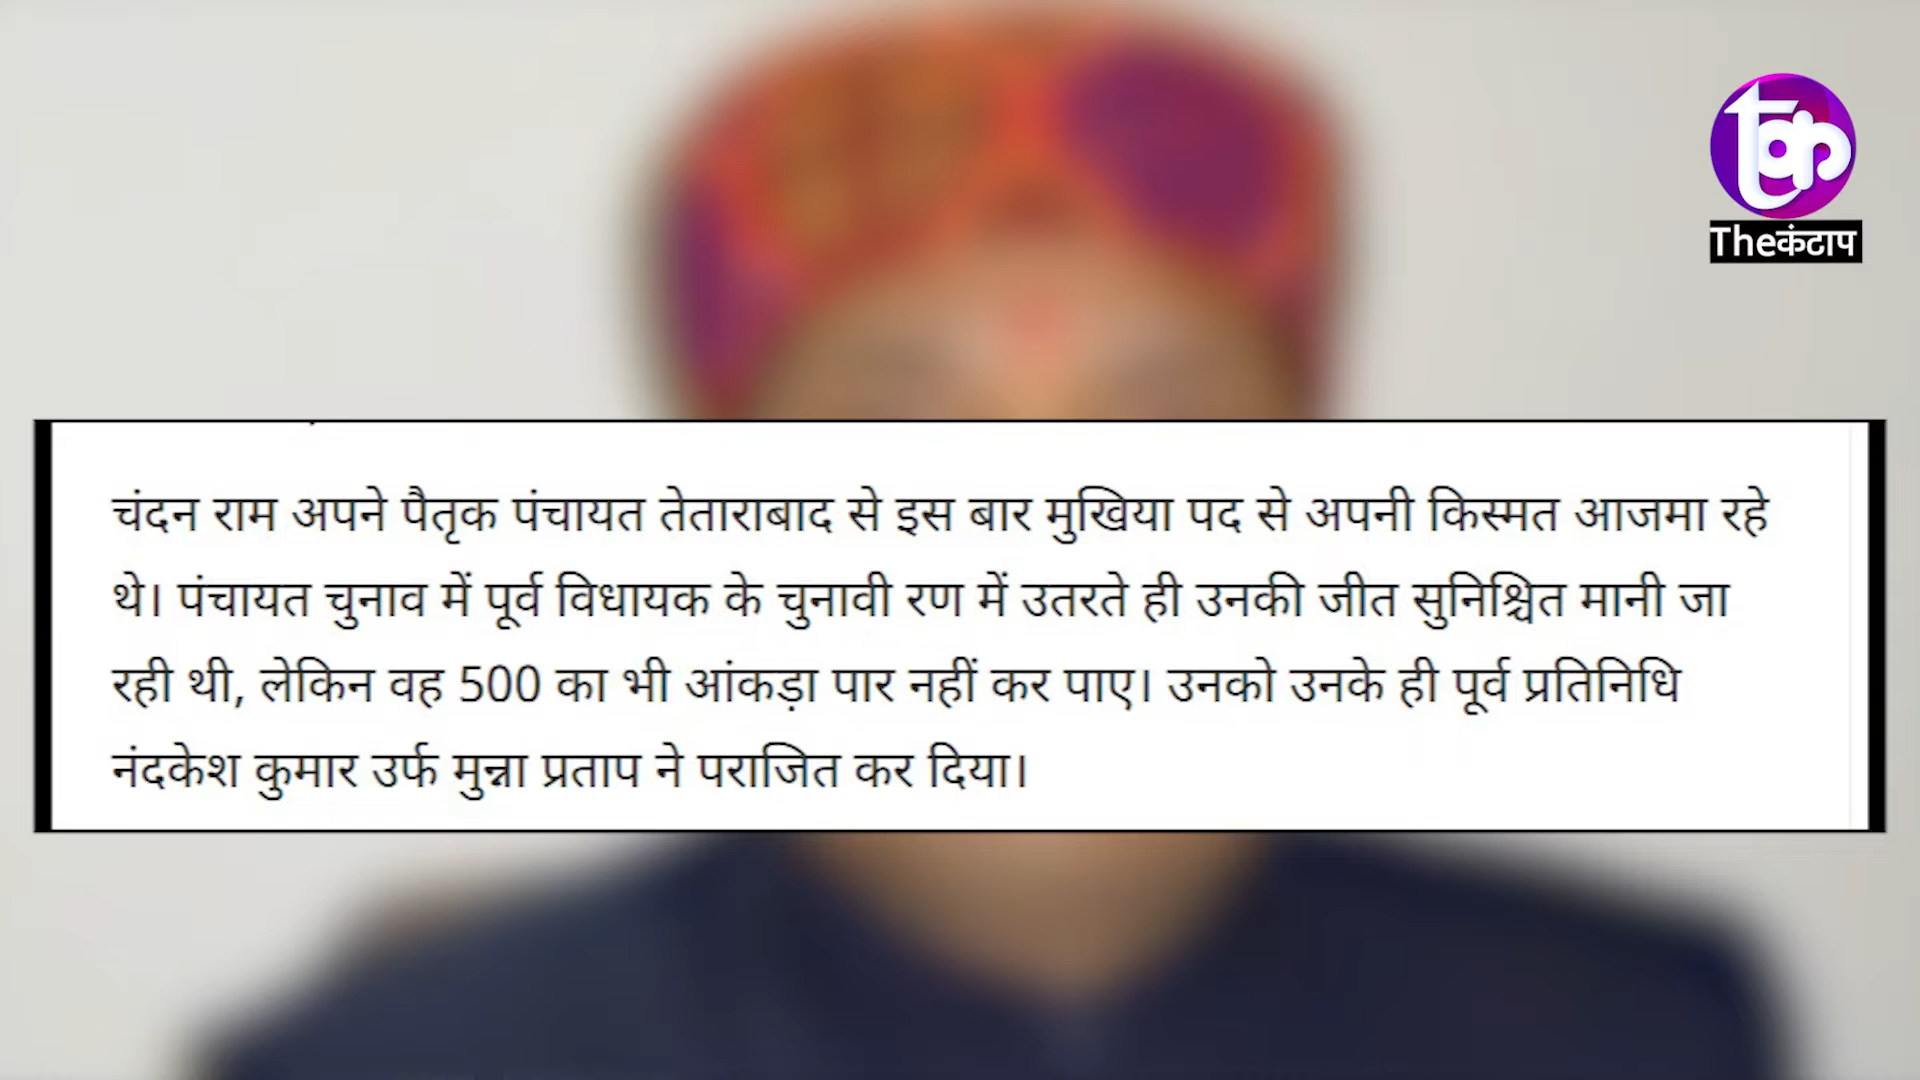 tak
Theकंटाप
चंदन राम अपने पैतृक पंचायत तेताराबाद से इस बार मुखिया पद से अपनी किस्मत आजमा रहे
थे। पंचायत चुनाव में पूर्व विधायक के चुनावी रण में उतरते ही उनकी जीत सुनिश्चित मानी जा
रही थी, लेकिन वह 500 का भी आंकड़ा पार नहीं कर पाए। उनको उनके ही पूर्व प्रतिनिधि
नंदकेश कुमार उर्फ मुन्ना प्रताप ने पराजित कर दिया।